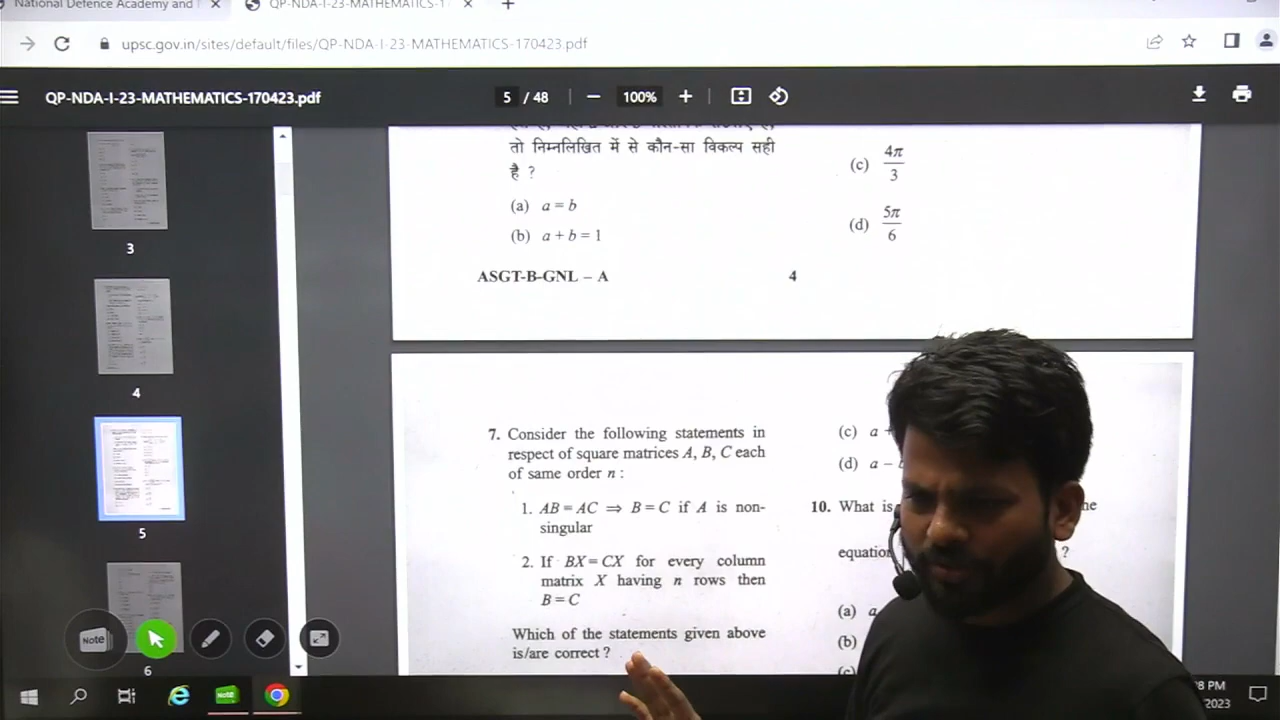 National Defence Academy and
QP-NDA-I-23-MATHEMATICS-1
upsc.gov.in/sites/default/files/QP-NDA-I-23-MATHEMATICS-170423.pdf
QP-NDA-I-23-MATHEMATICS-170423.pdf
5 / 48
100%
3
4
5
6
तो निम्नलिखित में से कौन-सा विकल्प सही
है ?
(a) a = b
(b) a + b = 1
(c) 4π/3
(d) 5π/6
ASGT-B-GNL – A
4
7. Consider the following statements in
respect of square matrices A, B, C each
of same order n :
1. AB = AC ⇒ B = C if A is non-
singular
2. If BX = CX for every column
matrix X having n rows then
B = C
Which of the statements given above
is/are correct ?
(c) a +
(d) a –
10. What is
equation
?
(a) a
(b)
(c)
Note
Note
8 PM
2023